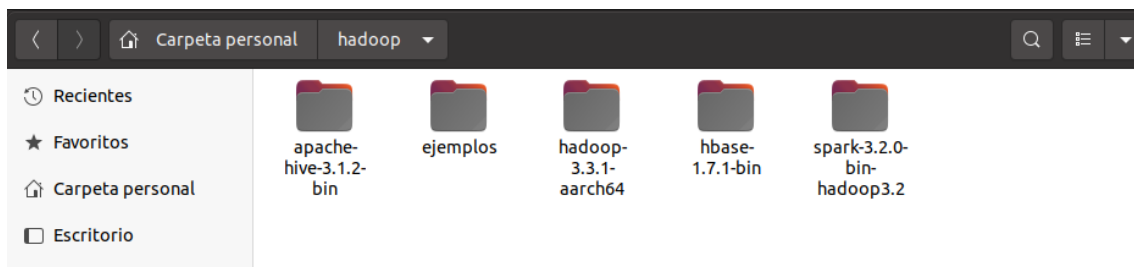 Carpeta personal hadoop
Recientes
Favoritos
Carpeta personal
Escritorio
apache-
hive-3.1.2-
bin
ejemplos
hadoop-
3.3.1-
aarch64
hbase-
1.7.1-bin
spark-3.2.0-
bin-
hadoop3.2